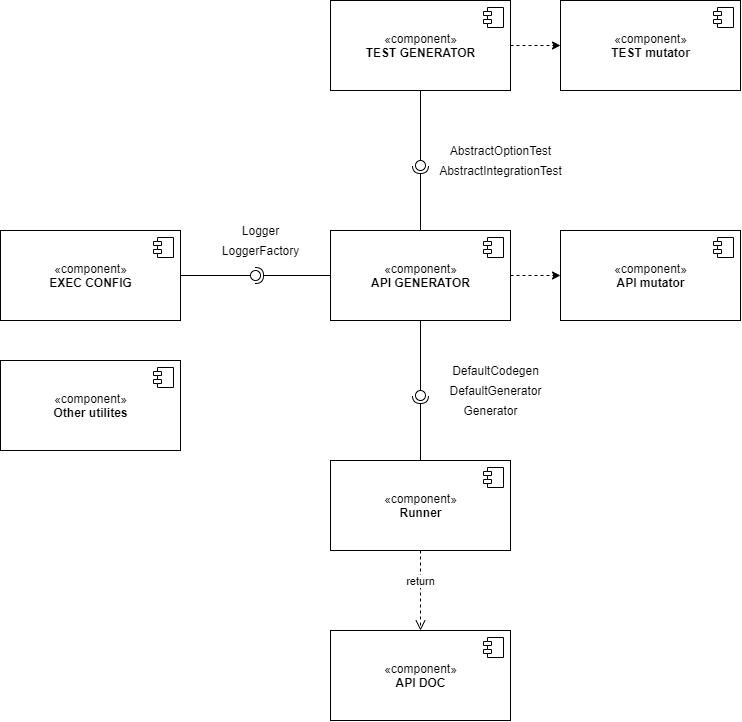 «component»
TEST GENERATOR
«component»
TEST mutator
AbstractOptionTest
AbstractIntegrationTest
Logger
LoggerFactory
«component»
EXEC CONFIG
«component»
API GENERATOR
«component»
API mutator
«component»
Other utilites
DefaultCodegen
DefaultGenerator
Generator
«component»
Runner
return
«component»
API DOC